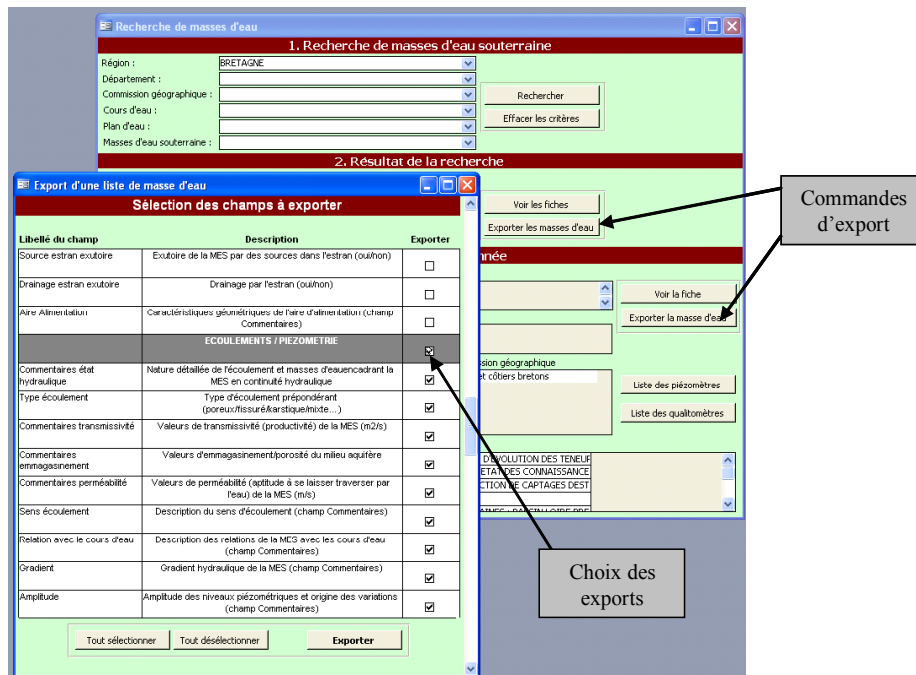 Recherche de masses d'eau
1. Recherche de masses d'eau souterraine
Région :
BRETAGNE
Département :
Commission géographique :
Cours d'eau :
Plan d'eau :
Masses d'eau souterraine :
Rechercher
Effacer les critères
2. Résultat de la recherche
Voir les fiches
Exporter les masses d'eau
nnée
Voir la fiche
Exporter la masse d'eau
ssion géographique
et côtiers bretons
Liste des piézomètres
Liste des qualitomètres
D'EVOLUTION DES TENEUF
ETAT DES CONNAISSANCE
CTION DE CAPTAGES DEST
Commandes
d'export
Choix des
exports
Export d'une liste de masse d'eau
Sélection des champs à exporter
Libellé du champ Description Exporter
Source estran exutoire
Exutoire de la MES par des sources dans l'estran (oui/non)
Drainage estran exutoire
Drainage par l'estran (oui/non)
Aire Alimentation
Caractéristiques géométriques de l'aire d'alimentation (champ
Commentaires)
ECOULEMENTS / PIEZOMETRIE
Commentaires état
hydraulique
Nature détaillée de l'écoulement et masses d'eauencadrant la
MES en continuité hydraulique
Type écoulement
Type d'écoulement prépondérant
(poreux/fissuré/karstique/mixte...)
Commentaires transmissivité
Valeurs de transmissivité (productivité) de la MES (m2/s)
Commentaires
emmagasinement
Valeurs d'emmagasinement/porosité du milieu aquifère
Commentaires perméabilité
Valeurs de perméabilité (aptitude à se laisser traverser par
l'eau) de la MES (m/s)
Sens écoulement
Description du sens d'écoulement (champ Commentaires)
Relation avec le cours d'eau
Description des relations de la MES avec les cours d'eau
(champ Commentaires)
Gradient
Gradient hydraulique de la MES (champ Commentaires)
Amplitude
Amplitude des niveaux piézométriques et origine des variations
(champ Commentaires)
Tout sélectionner
Tout désélectionner
Exporter